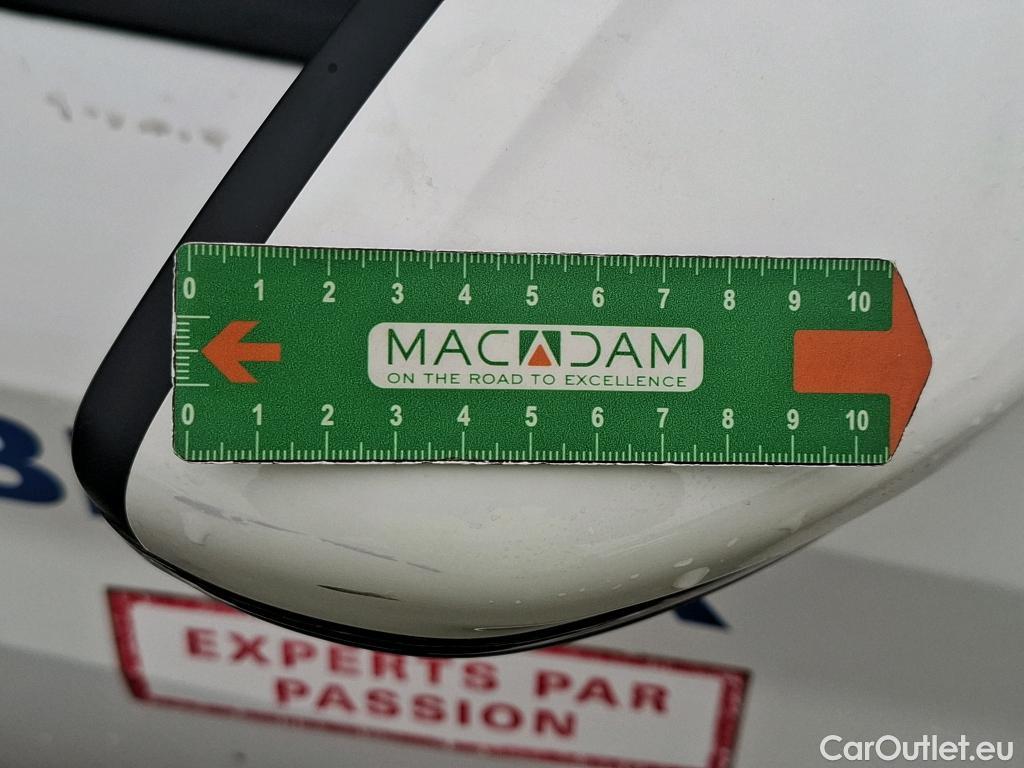 0 1 2 3 4 5 6 7 8 9 10
MACADAM
ON THE ROAD TO EXCELLENCE
0 1 2 3 4 5 6 7 8 9 10
EXPERTS PAR
PASSION
CarOutlet.eu